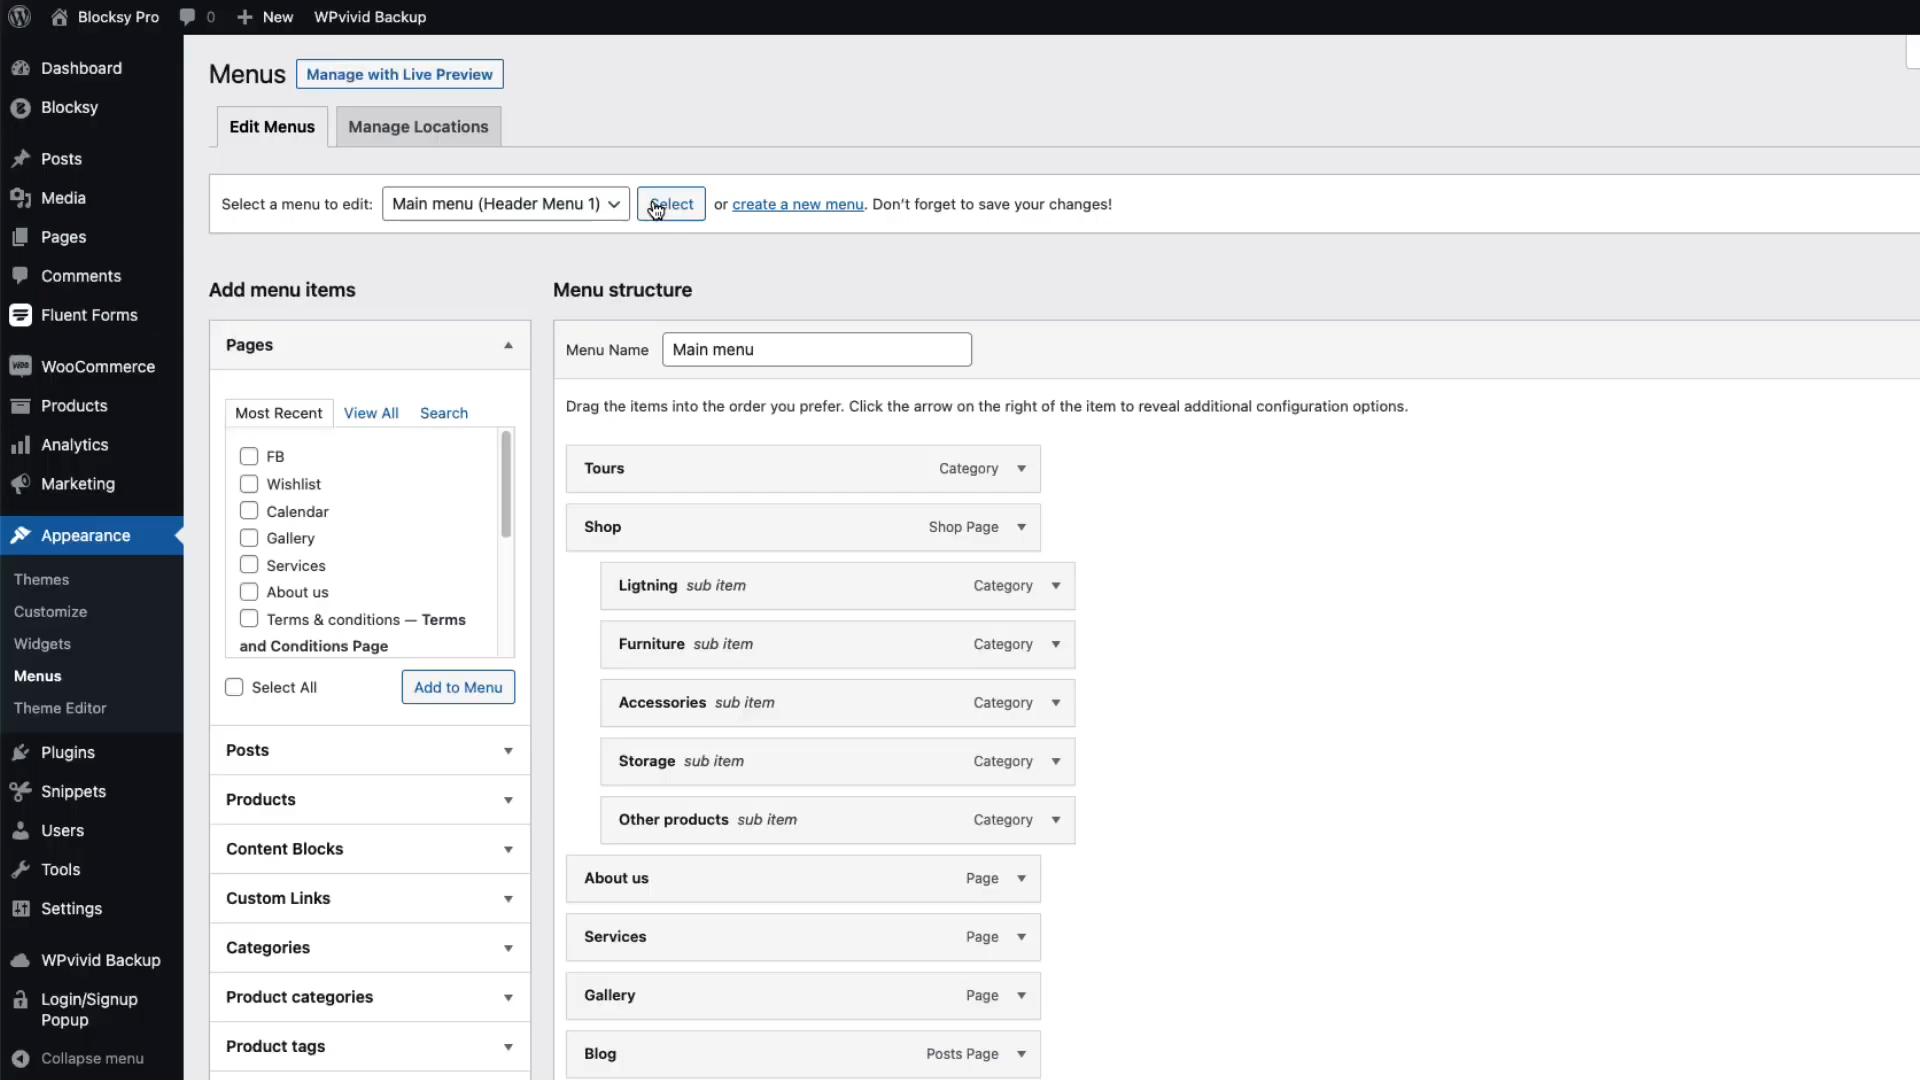 Blocksy Pro 0 New WPvivid Backup
Dashboard
Blocksy
Posts
Media
Pages
Comments
Fluent Forms
WooCommerce
Products
Analytics
Marketing
Appearance
Themes
Customize
Widgets
Menus
Theme Editor
Plugins
Snippets
Users
Tools
Settings
WPvivid Backup
Login/Signup
Popup
Collapse menu
Menus Manage with Live Preview
Edit Menus Manage Locations
Select a menu to edit: Main menu (Header Menu 1) Select or create a new menu. Don't forget to save your changes!
Add menu items
Pages
Most Recent View All Search
FB
Wishlist
Calendar
Gallery
Services
About us
Terms & conditions — Terms
and Conditions Page
Select All Add to Menu
Posts
Products
Content Blocks
Custom Links
Categories
Product categories
Product tags
Menu structure
Menu Name Main menu
Drag the items into the order you prefer. Click the arrow on the right of the item to reveal additional configuration options.
Tours Category
Shop Shop Page
Ligtning sub item Category
Furniture sub item Category
Accessories sub item Category
Storage sub item Category
Other products sub item Category
About us Page
Services Page
Gallery Page
Blog Posts Page